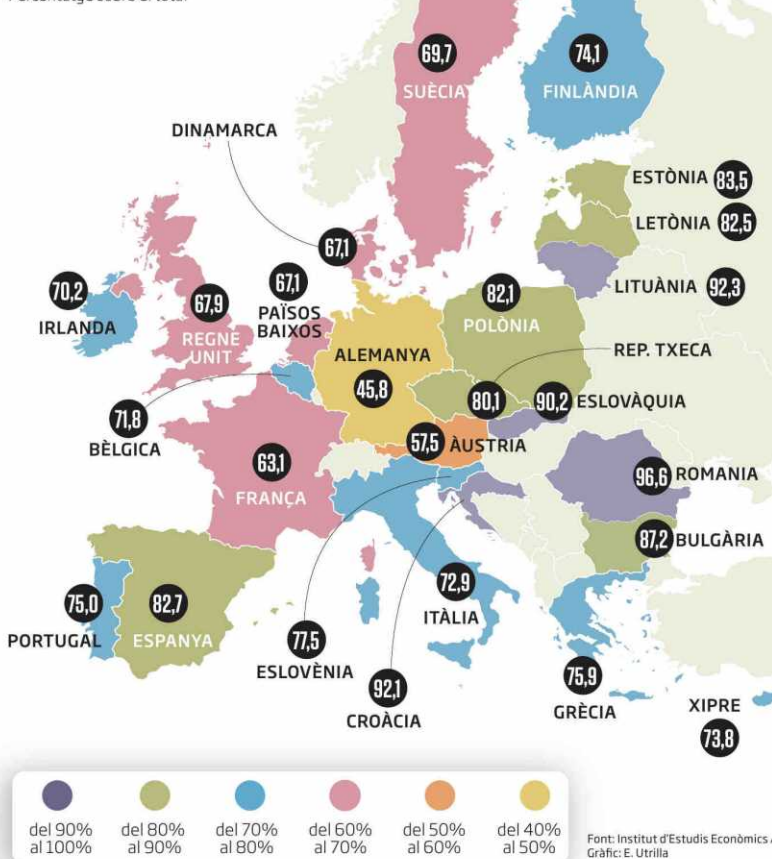 69,7
SUÈCIA
74,1
FINLÀNDIA
DINAMARCA
ESTÒNIA 83,5
LETÒNIA 82,5
67,1
LITUÀNIA 92,3
70,2
IRLANDA
67,9
REGNE
UNIT
67,1
PAÏSOS
BAIXOS
82,1
POLÒNIA
ALEMANYA
45,8
REP. TXECA
80,1
90,2 ESLOVÀQUIA
71,8
BÈLGICA
57,5 ÀUSTRIA
63,1
FRANÇA
96,6 ROMANIA
87,2 BULGÀRIA
75,0
PORTUGAL
82,7
ESPANYA
72,9
ITÀLIA
77,5
ESLOVÈNIA
92,1
CROÀCIA
75,9
GRÈCIA
XIPRE
73,8
del 90%
al 100%
del 80%
al 90%
del 70%
al 80%
del 60%
al 70%
del 50%
al 60%
del 40%
al 50%
Font: Institut d'Estudis Econòmics
Gràfic: E. Utrilla